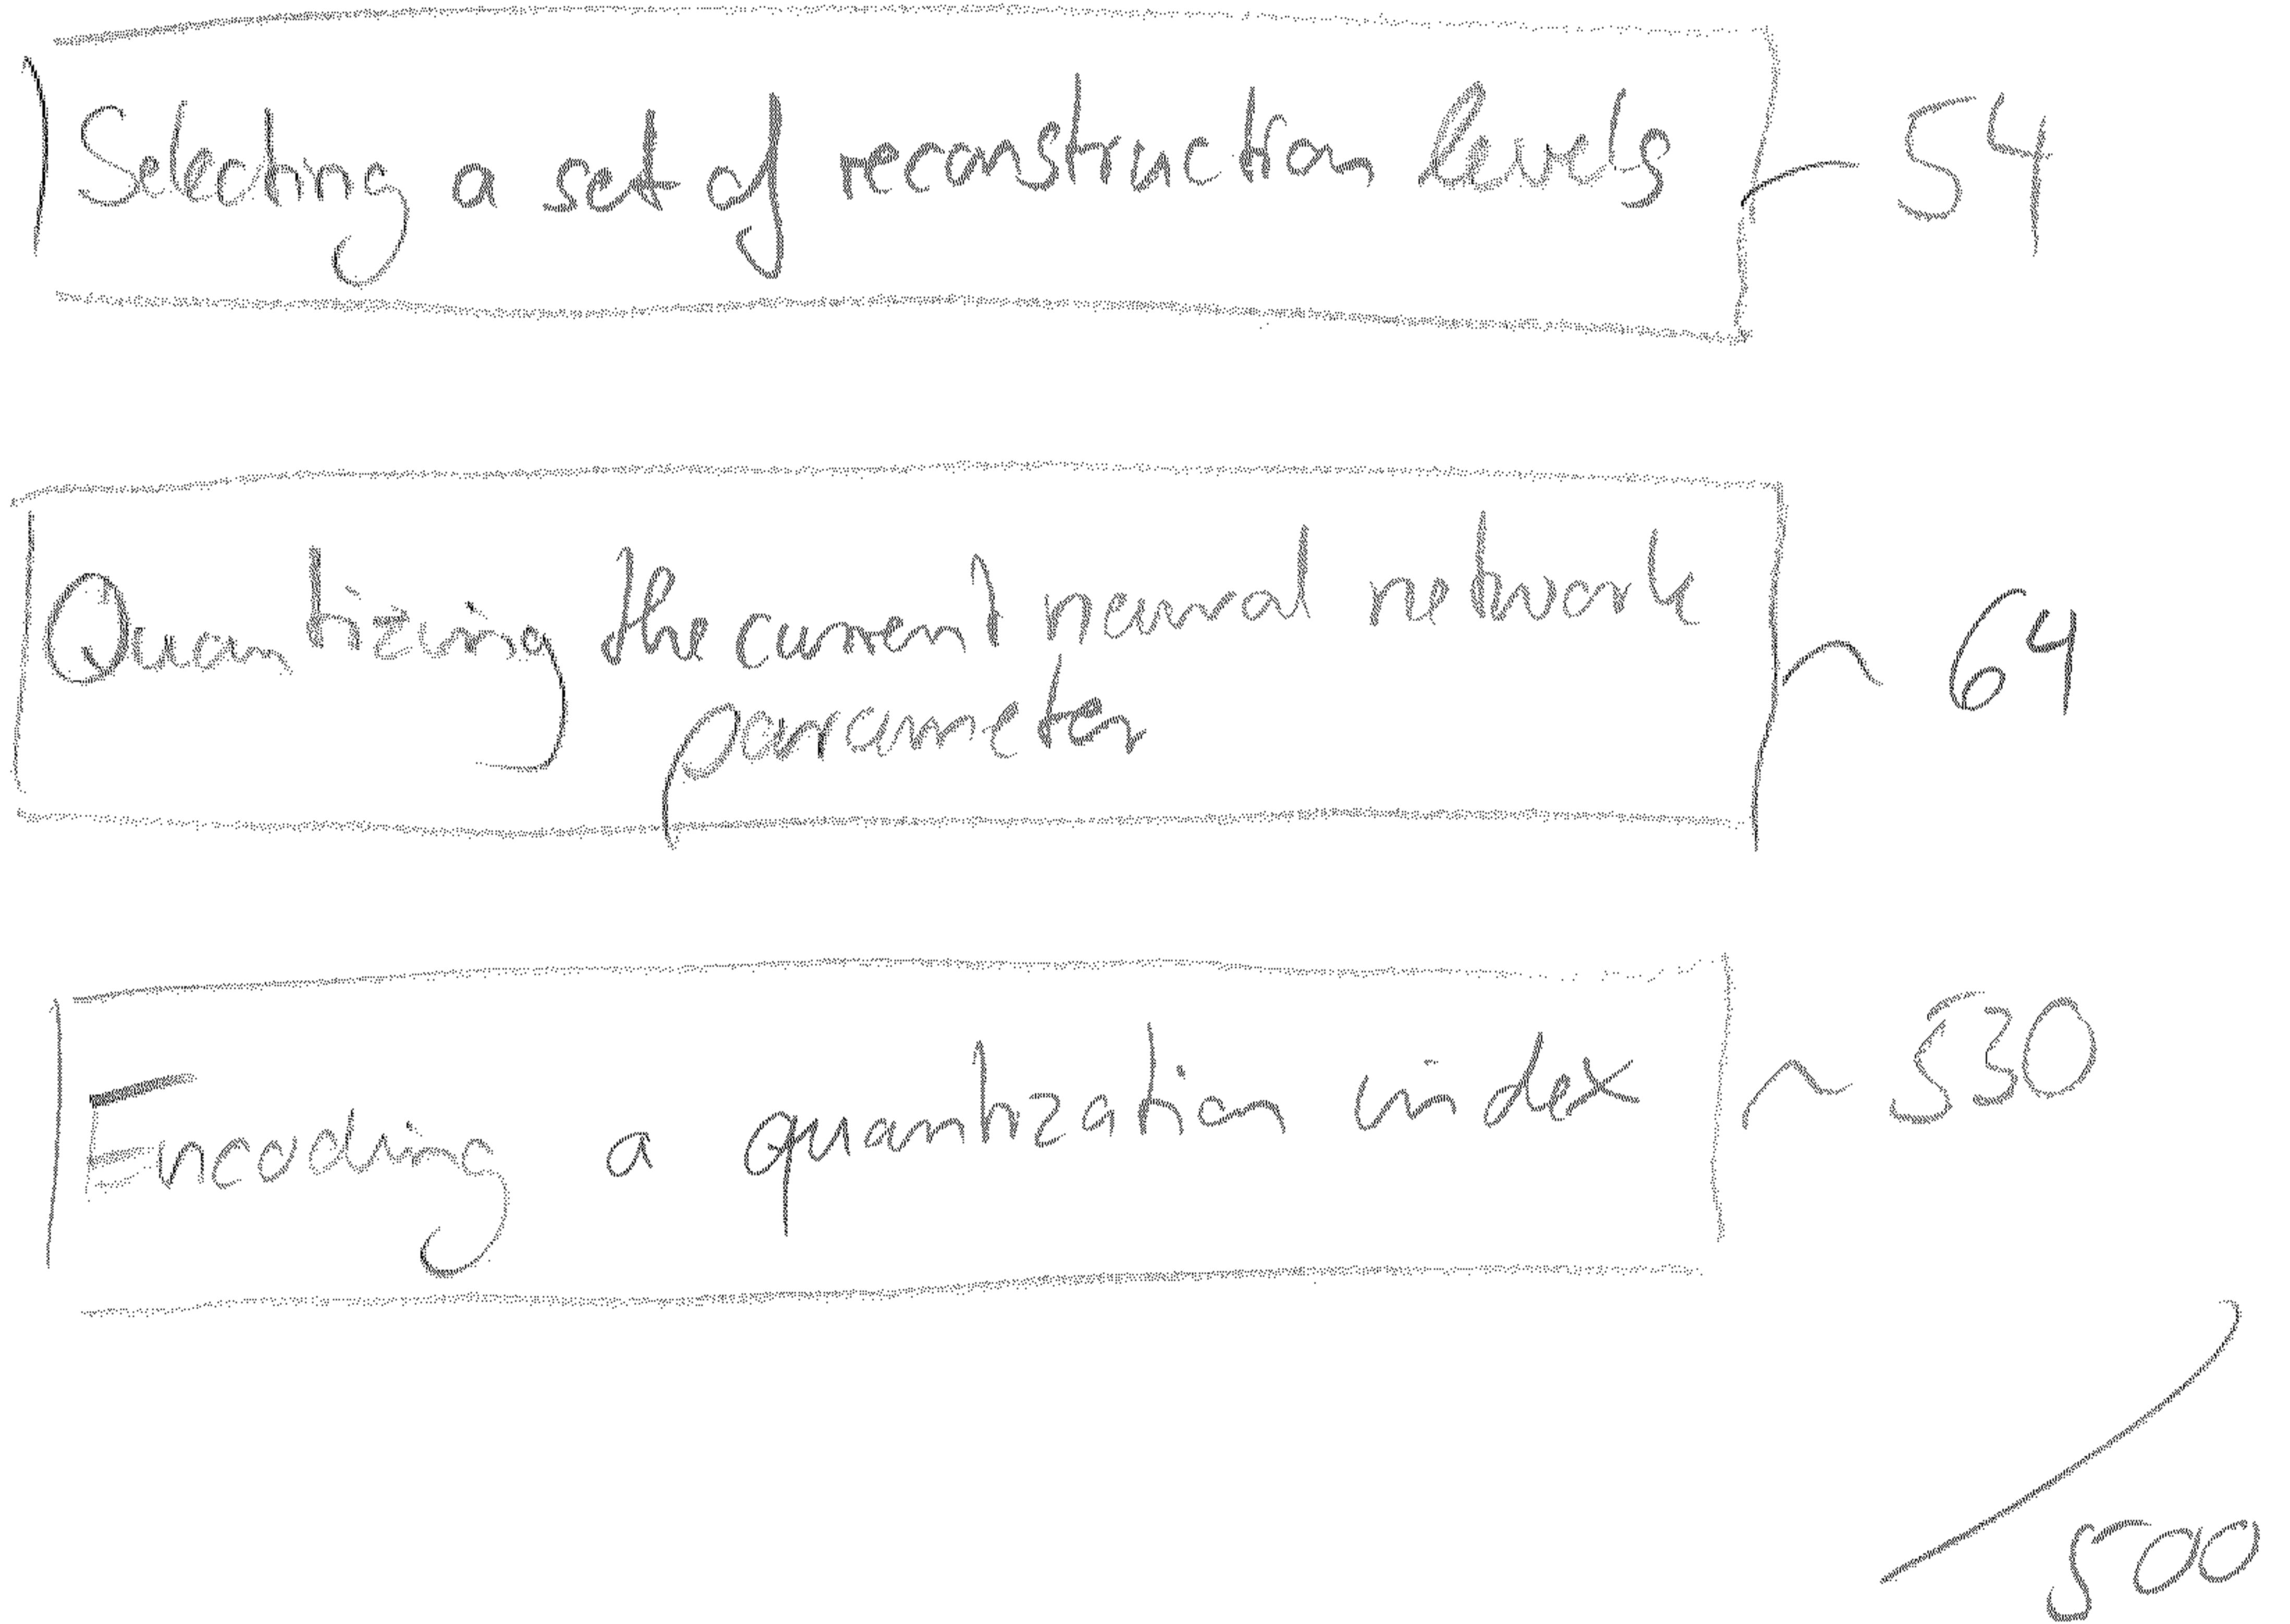 Selecting a set of reconstruction levels 54
Quantizing the current neural network 64
parameter
Encoding a quantization index 530
500